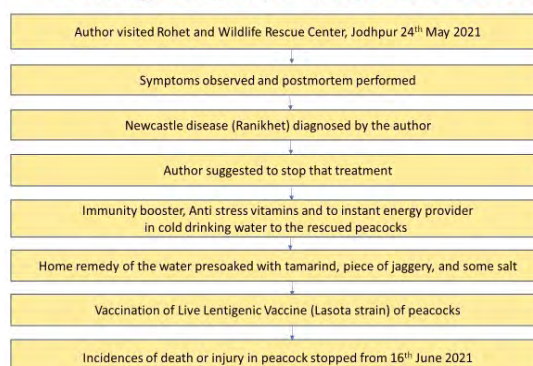 Author visited Rohet and Wildlife Rescue Center, Jodhpur 24th May 2021
Symptoms observed and postmortem performed
Newcastle disease (Ranikhet) diagnosed by the author
Author suggested to stop that treatment
Immunity booster, Anti stress vitamins and to instant energy provider
in cold drinking water to the rescued peacocks
Home remedy of the water presoaked with tamarind, piece of jaggery, and some salt
Vaccination of Live Lentigenic Vaccine (Lasota strain) of peacocks
Incidences of death or injury in peacock stopped from 16th June 2021